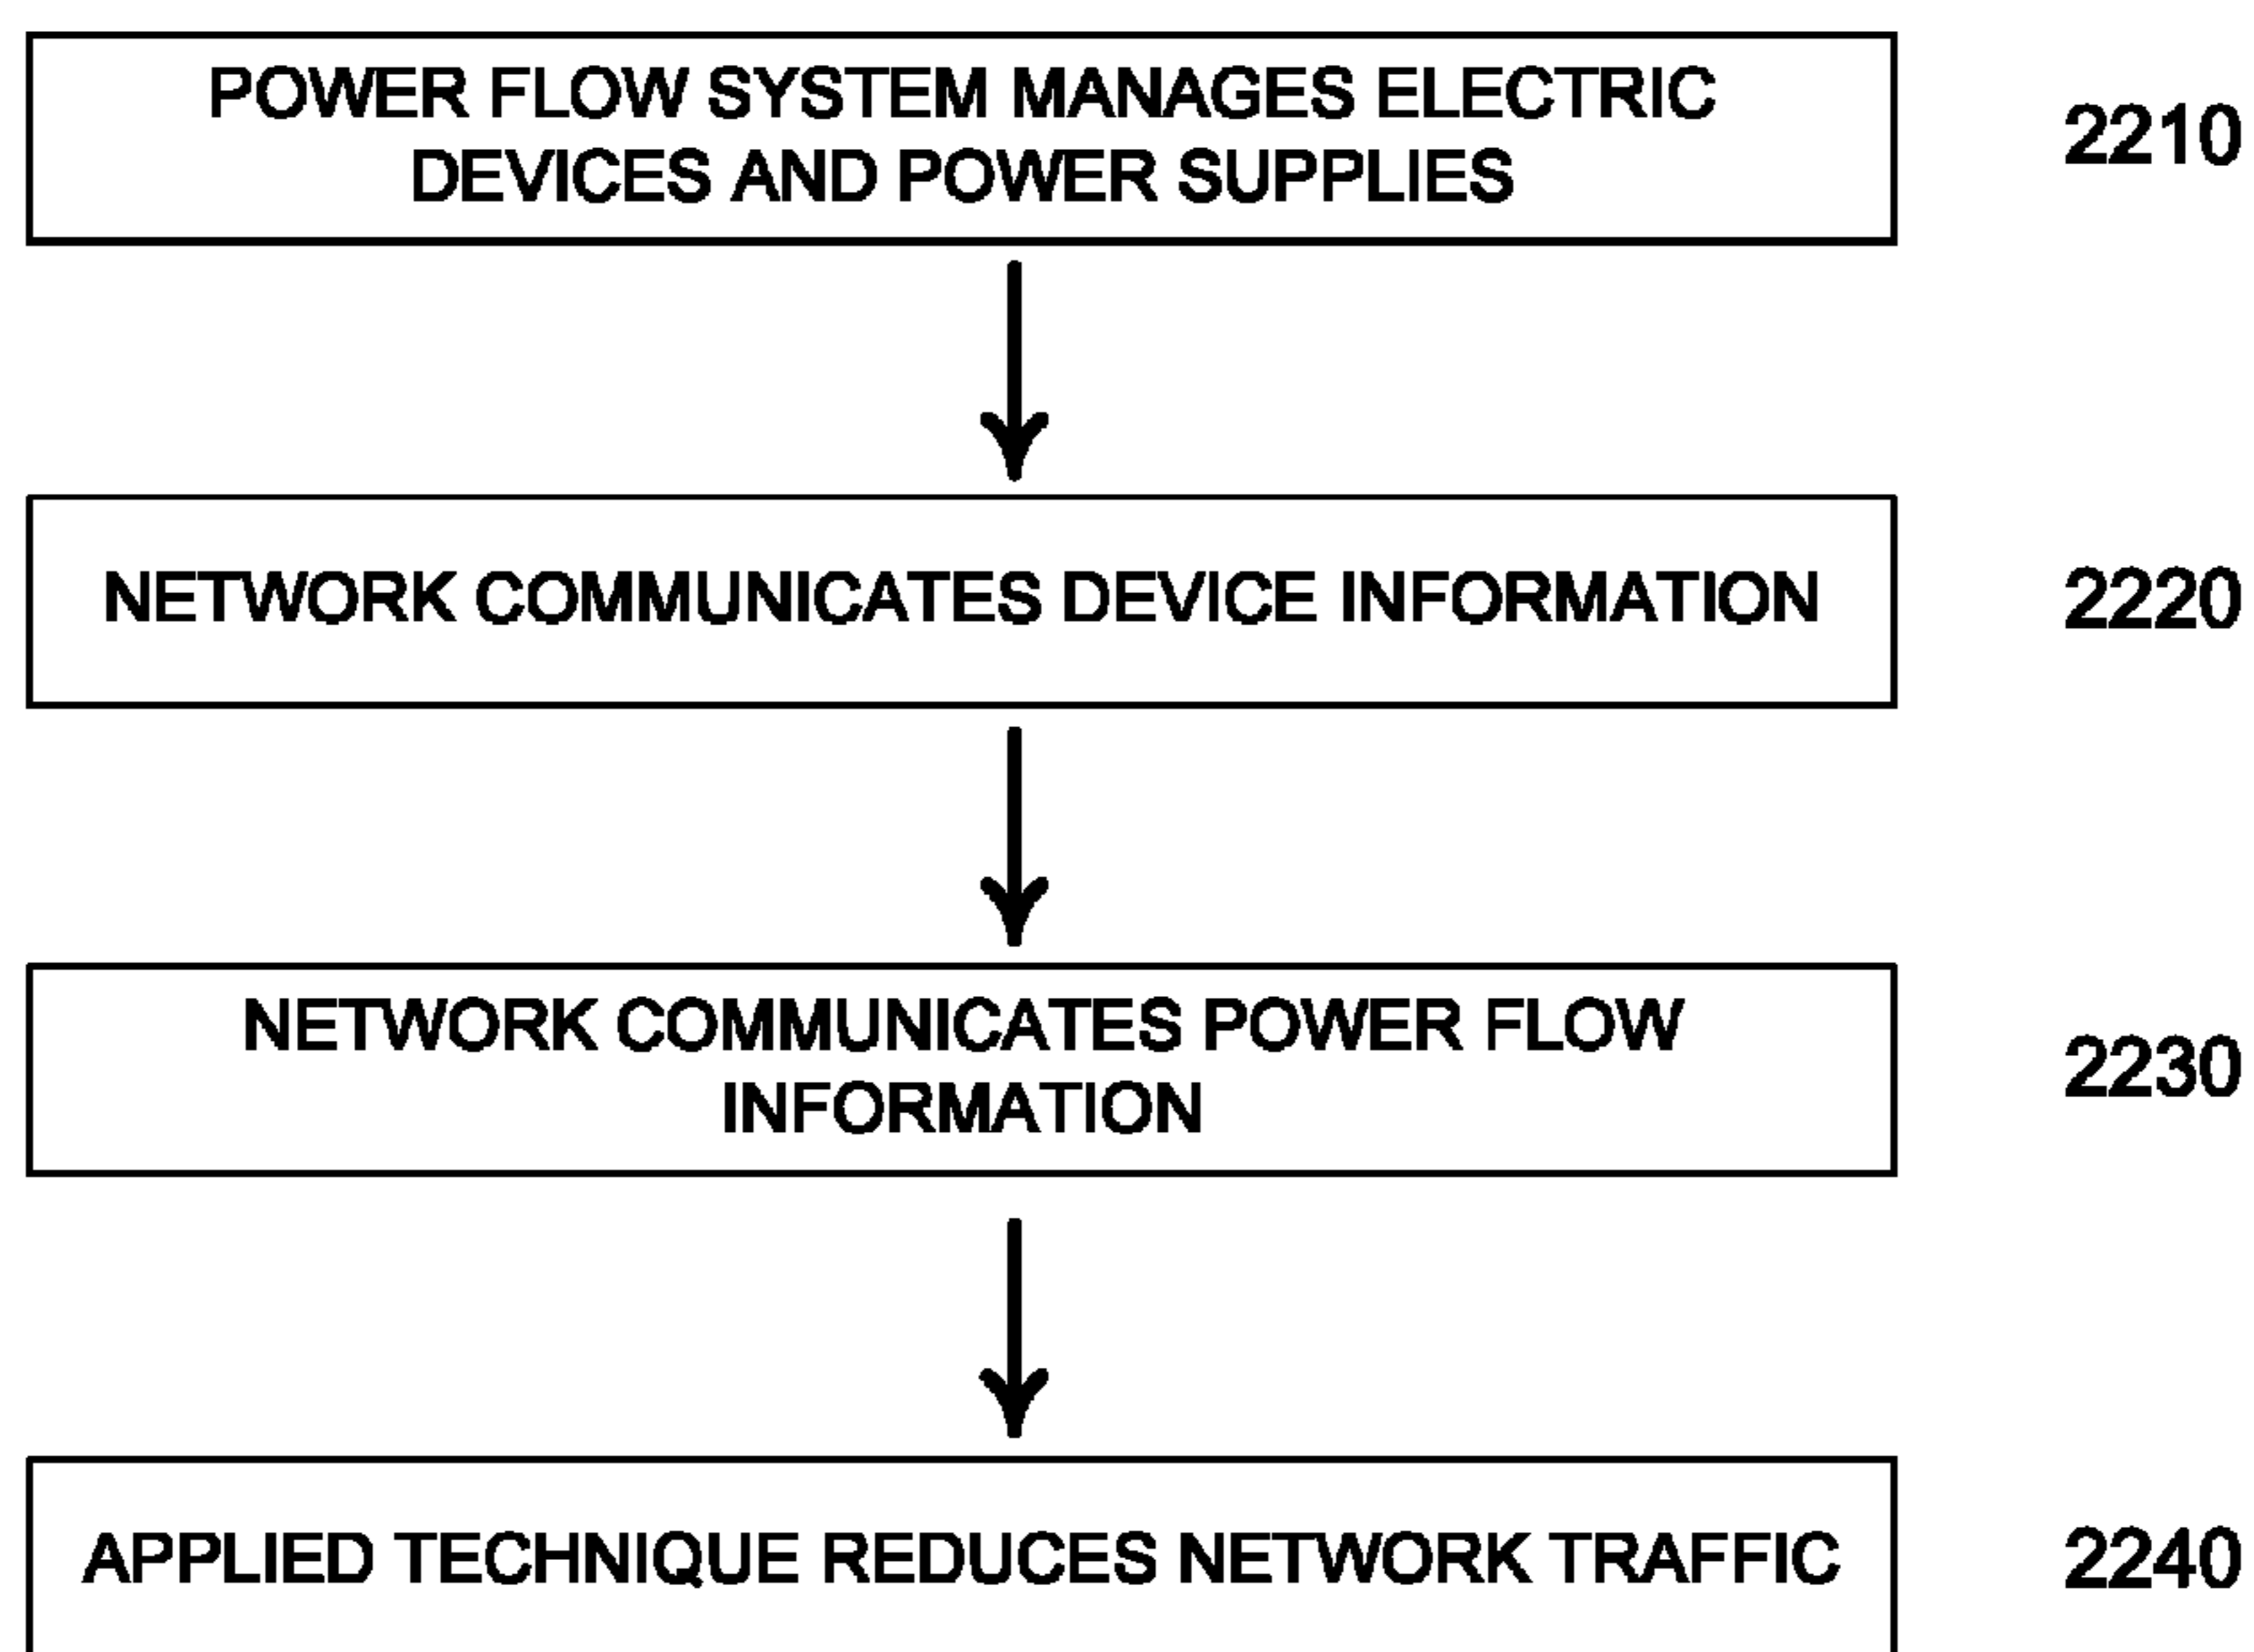 POWER FLOW SYSTEM MANAGES ELECTRIC
DEVICES AND POWER SUPPLIES
2210
NETWORK COMMUNICATES DEVICE INFORMATION
2220
NETWORK COMMUNICATES POWER FLOW
INFORMATION
2230
APPLIED TECHNIQUE REDUCES NETWORK TRAFFIC
2240